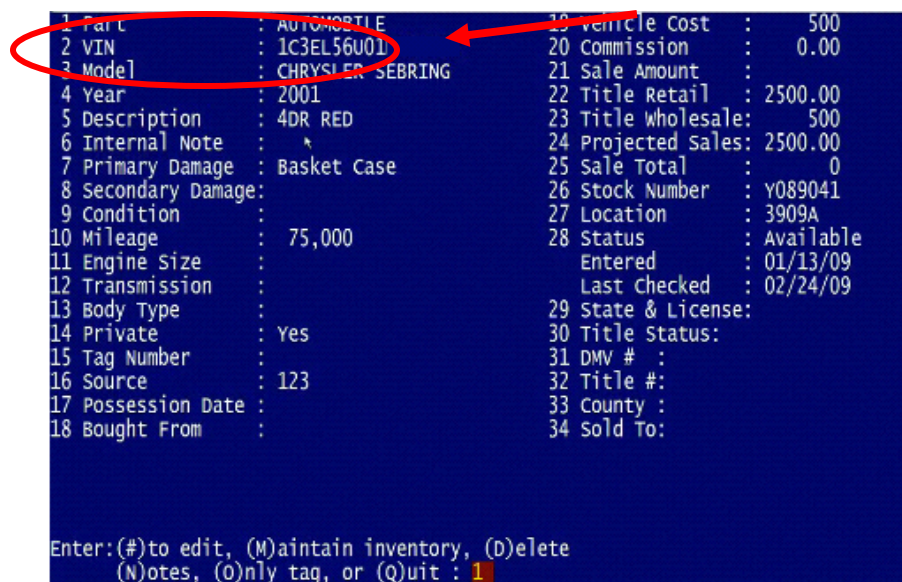 1 Part : AUTOMOBILE 19 Vehicle Cost : 500
2 VIN : 1C3EL56U01 20 Commission : 0.00
3 Model : CHRYSLER SEBRING 21 Sale Amount :
4 Year : 2001 22 Title Retail : 2500.00
5 Description : 4DR RED 23 Title Wholesale: 500
6 Internal Note : 24 Projected Sales: 2500.00
7 Primary Damage : Basket Case 25 Sale Total : 0
8 Secondary Damage: 26 Stock Number : Y089041
9 Condition : 27 Location : 3909A
10 Mileage : 75,000 28 Status : Available
11 Engine Size : Entered : 01/13/09
12 Transmission : Last Checked : 02/24/09
13 Body Type : 29 State & License:
14 Private : Yes 30 Title Status:
15 Tag Number : 31 DMV # :
16 Source : 123 32 Title #:
17 Possession Date : 33 County :
18 Bought From : 34 Sold To:
Enter:(#)to edit, (M)aintain inventory, (D)elete
(N)otes, (O)nly tag, or (Q)uit : 1